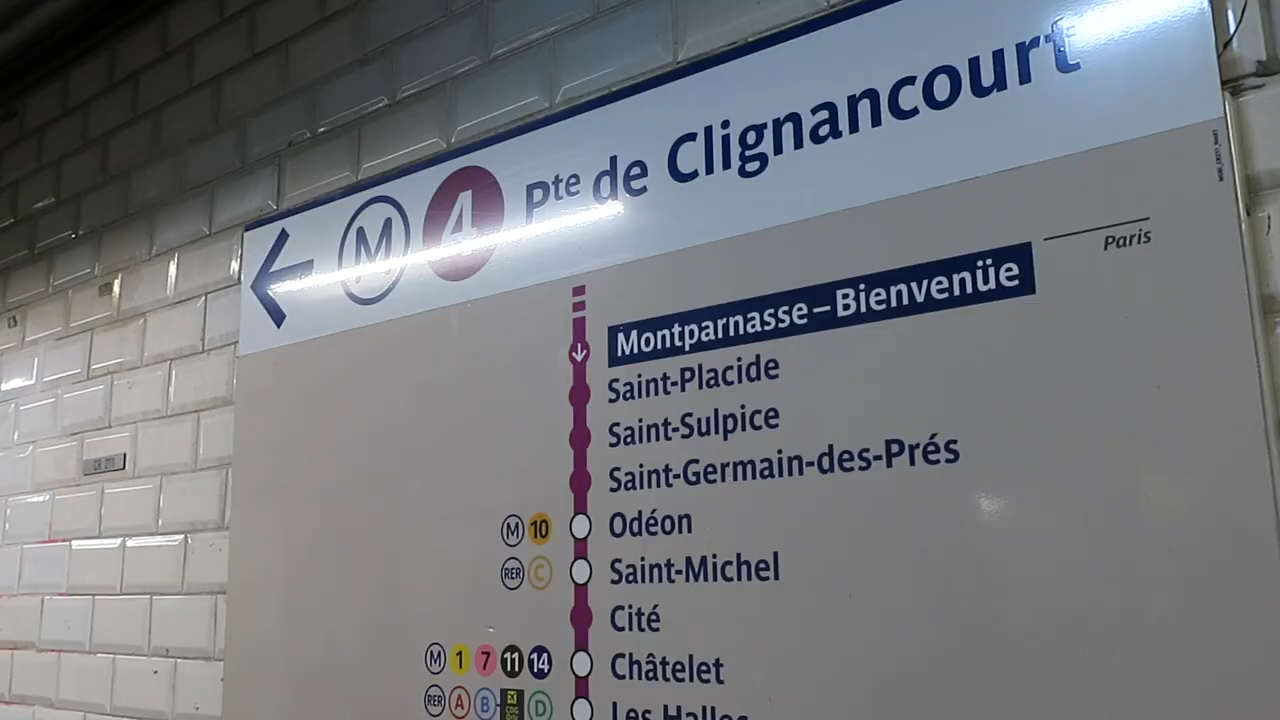 M 4 Pte de Clignancourt
Paris
Montparnasse–Bienvenüe
Saint-Placide
Saint-Sulpice
Saint-Germain-des-Prés
M 10 Odéon
RER C Saint-Michel
Cité
M 1 7 11 14 Châtelet
RER A B CDG D Les Halles